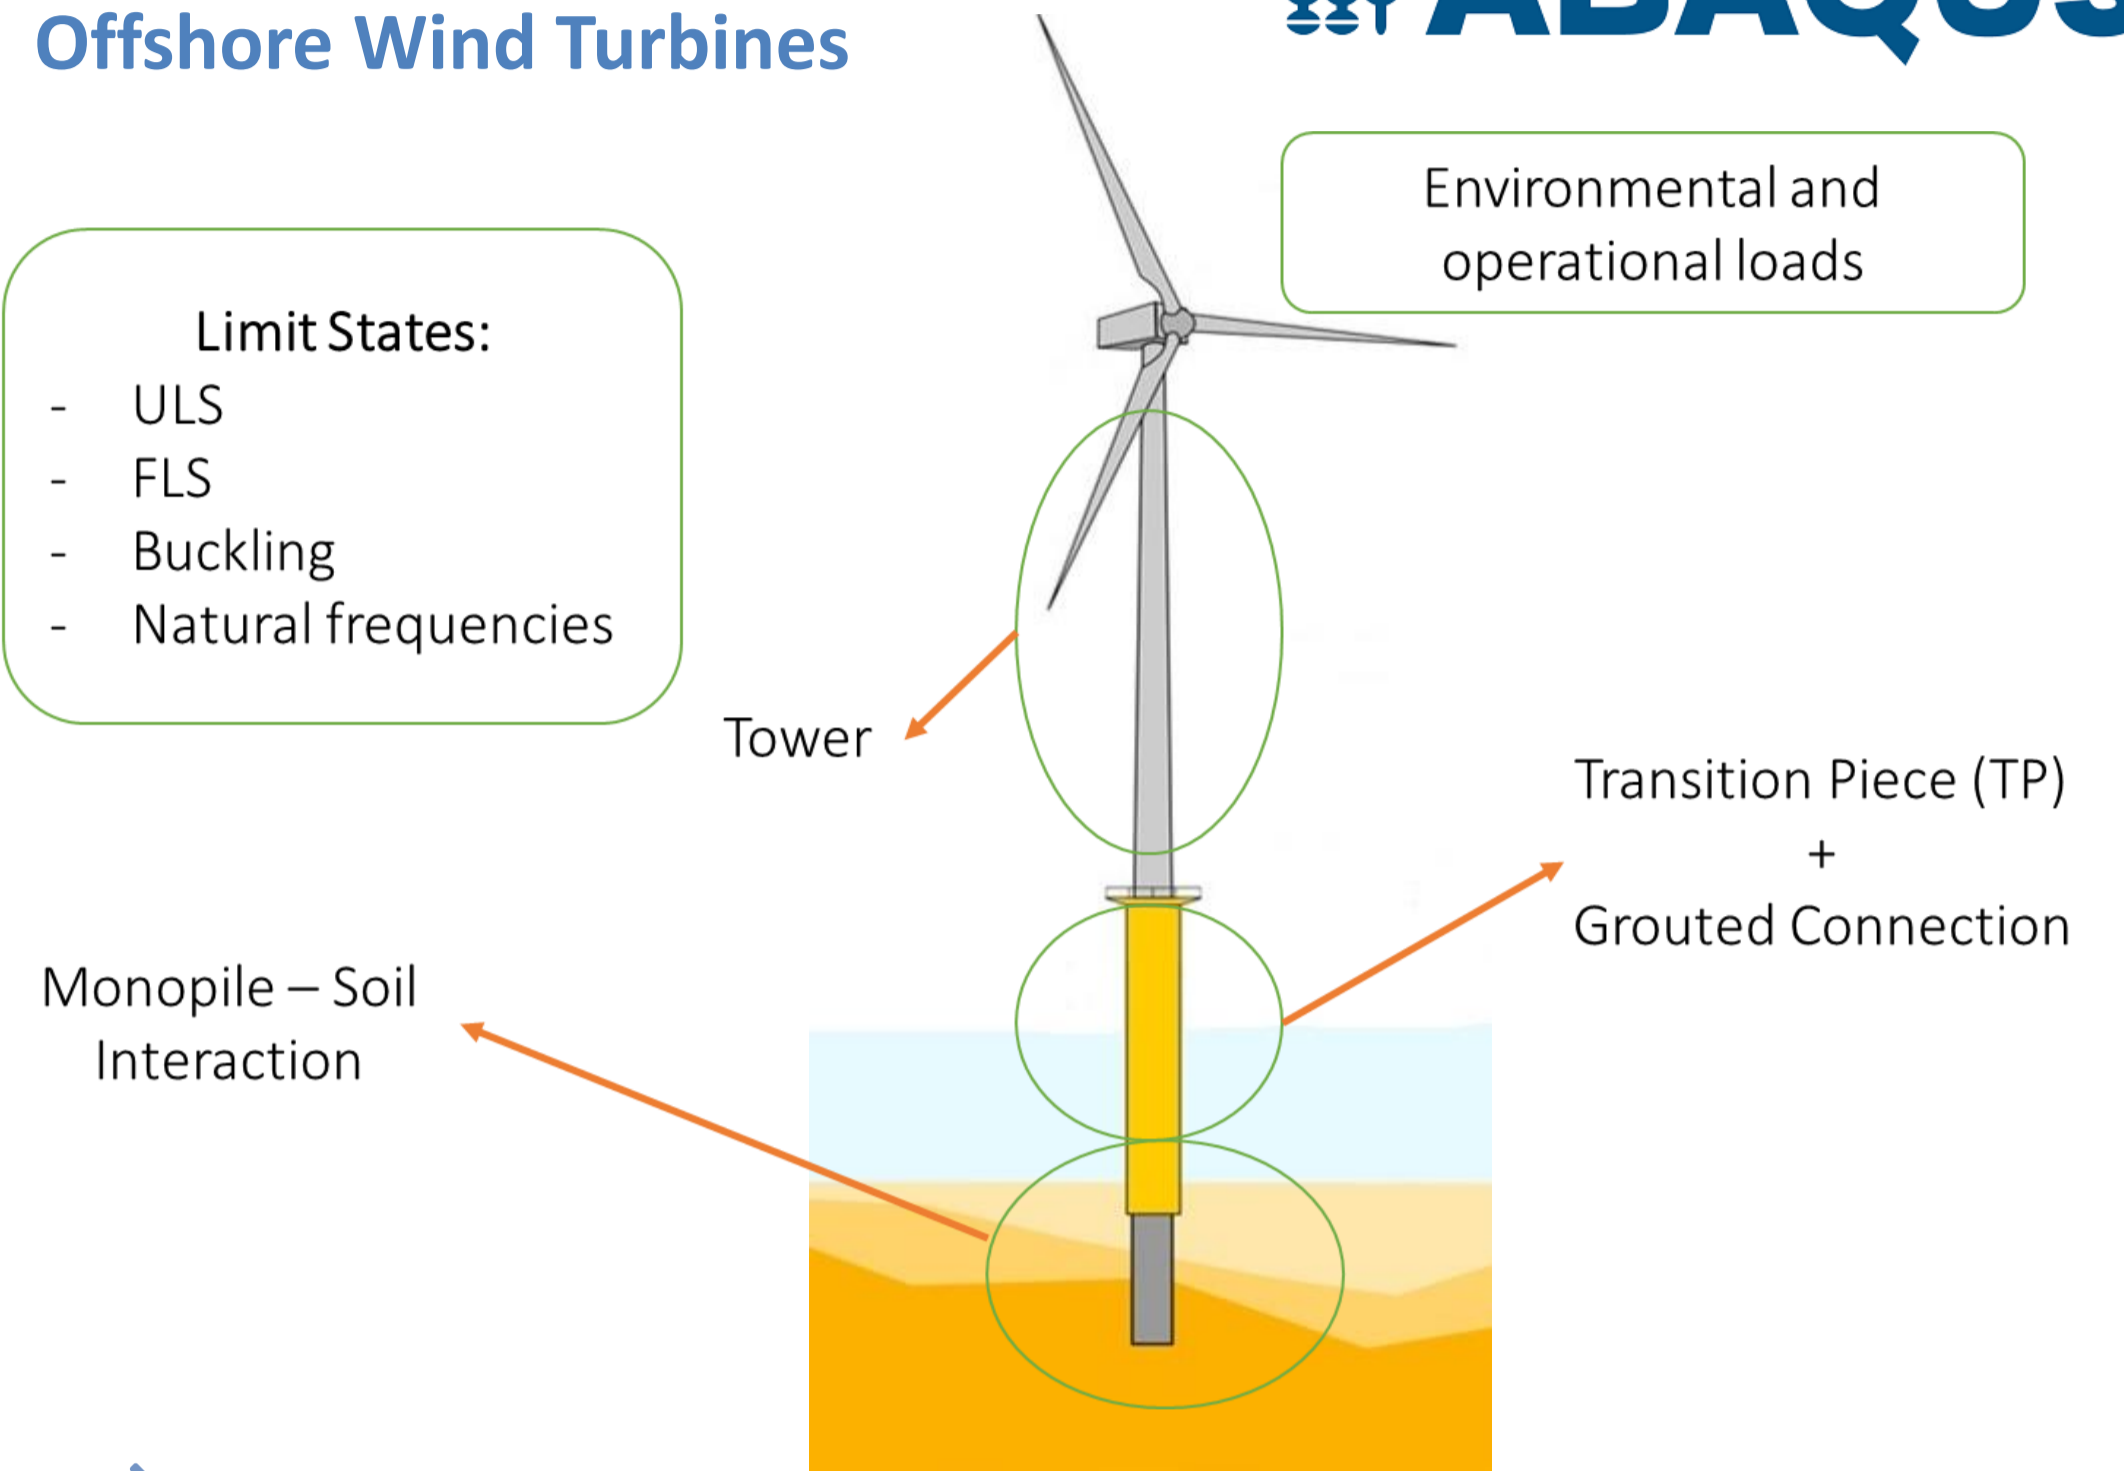 Offshore Wind Turbines
ABAQUS
Environmental and
operational loads
Limit States:
- ULS
- FLS
- Buckling
- Natural frequencies
Tower
Transition Piece (TP)
+
Grouted Connection
Monopile – Soil
Interaction